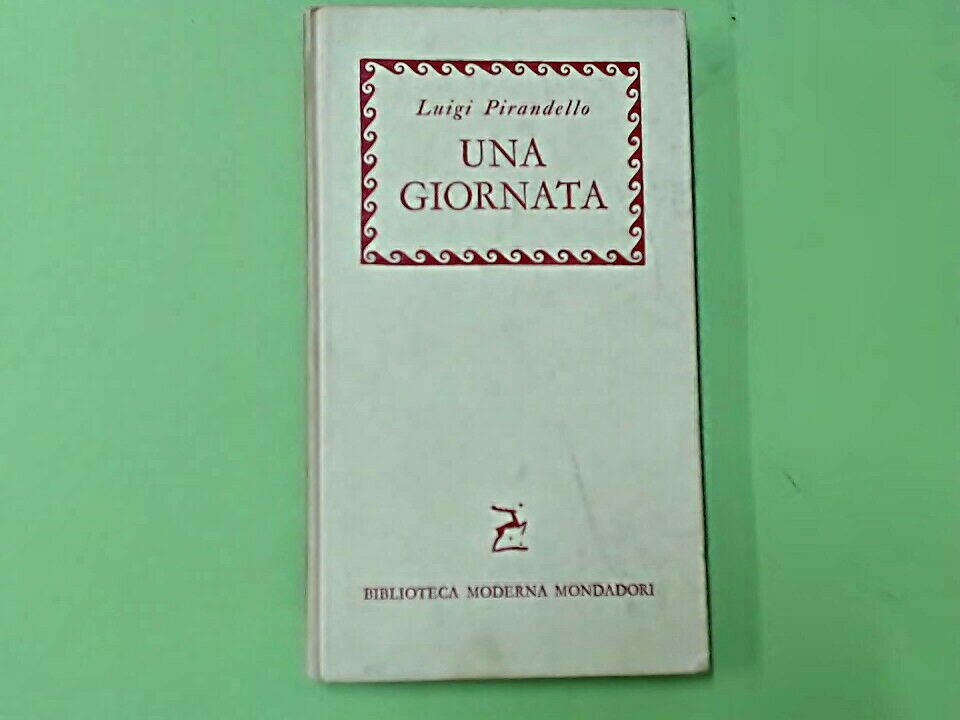 Luigi Pirandello
UNA
GIORNATA
BIBLIOTECA MODERNA MONDADORI